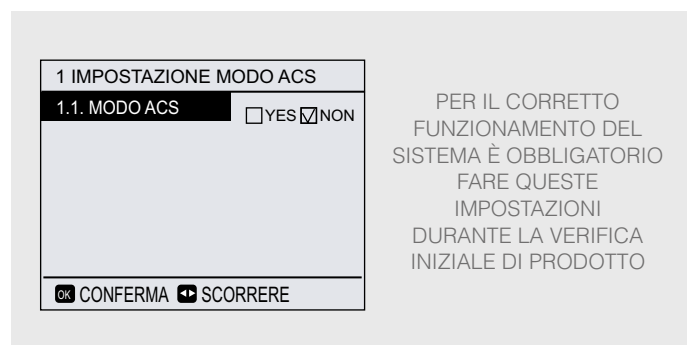 1 IMPOSTAZIONE MODO ACS
1.1. MODO ACS
YES NON
OK CONFERMA SCORRERE
PER IL CORRETTO
FUNZIONAMENTO DEL
SISTEMA È OBBLIGATORIO
FARE QUESTE
IMPOSTAZIONI
DURANTE LA VERIFICA
INIZIALE DI PRODOTTO